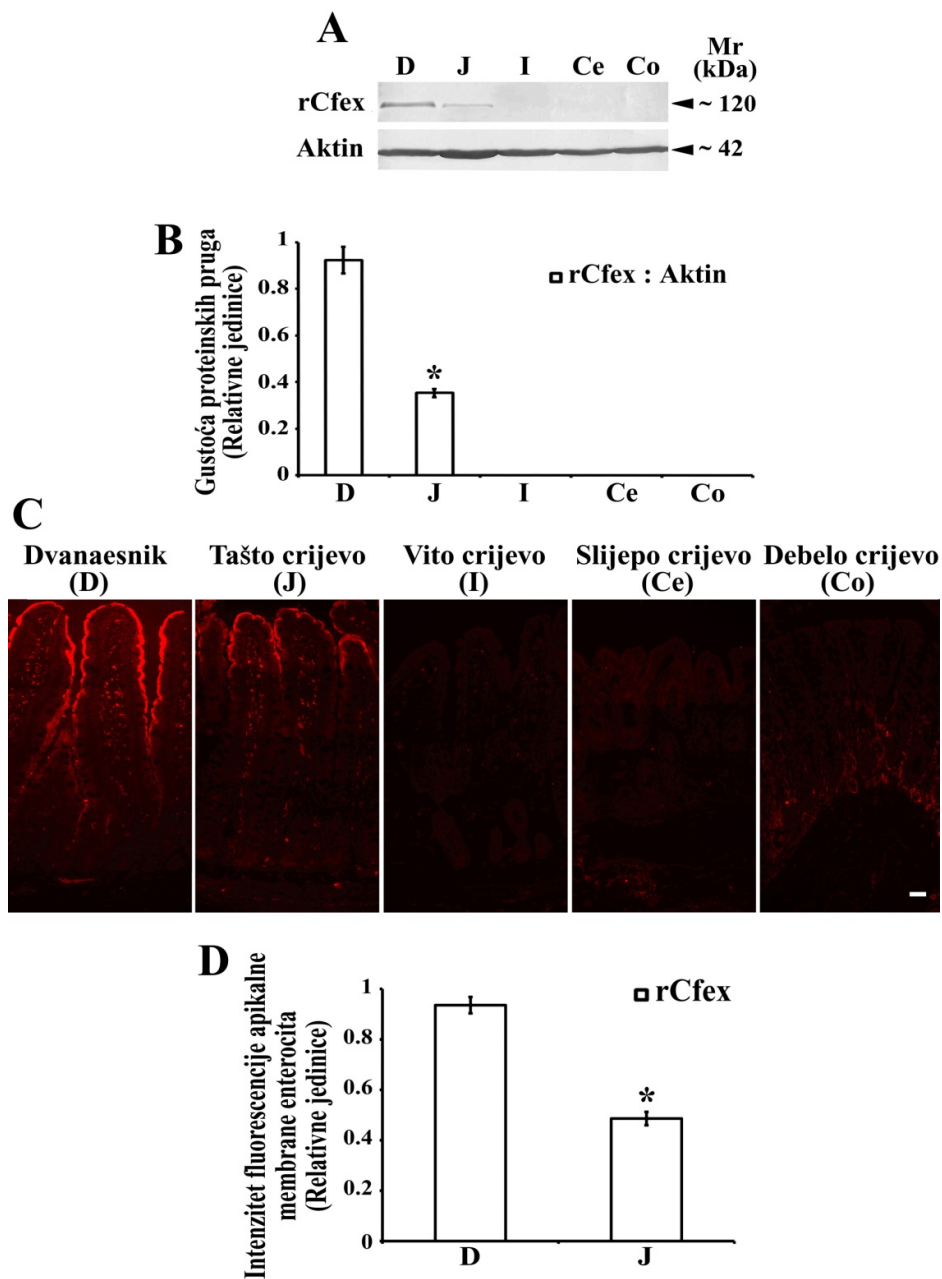 A
D J I Ce Co Mr (kDa)
rCfex ~ 120
Aktin ~ 42
B
Gustoća proteinskih pruga
(Relativne jedinice)
1
0.8
0.6
0.4
0.2
0
rCfex : Aktin
*
D J I Ce Co
C
Dvanaesnik (D)
Tašto crijevo (J)
Vito crijevo (I)
Slijepo crijevo (Ce)
Debelo crijevo (Co)
D
Intenzitet fluorescencije apikalne
membrane enterocita
(Relativne jedinice)
1
0.8
0.6
0.4
0.2
0
rCfex
*
D J